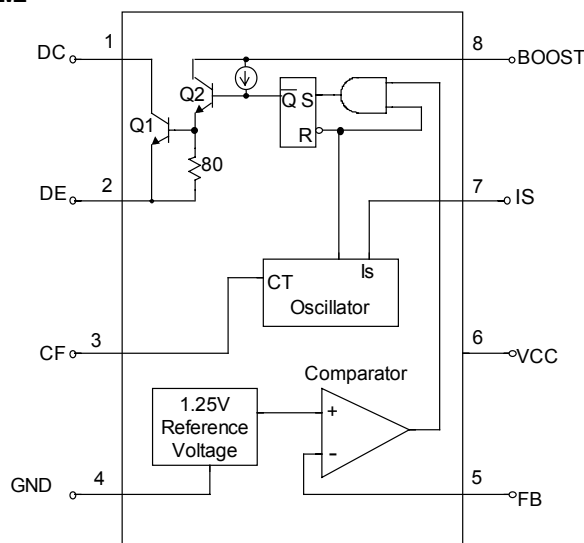 DC 1
8 BOOST
Q2
Q1
Q S
R
80
DE 2
7 IS
Is
CT
Oscillator
CF 3
6 VCC
Comparator
1.25V
Reference
Voltage
+
-
GND 4
5 FB